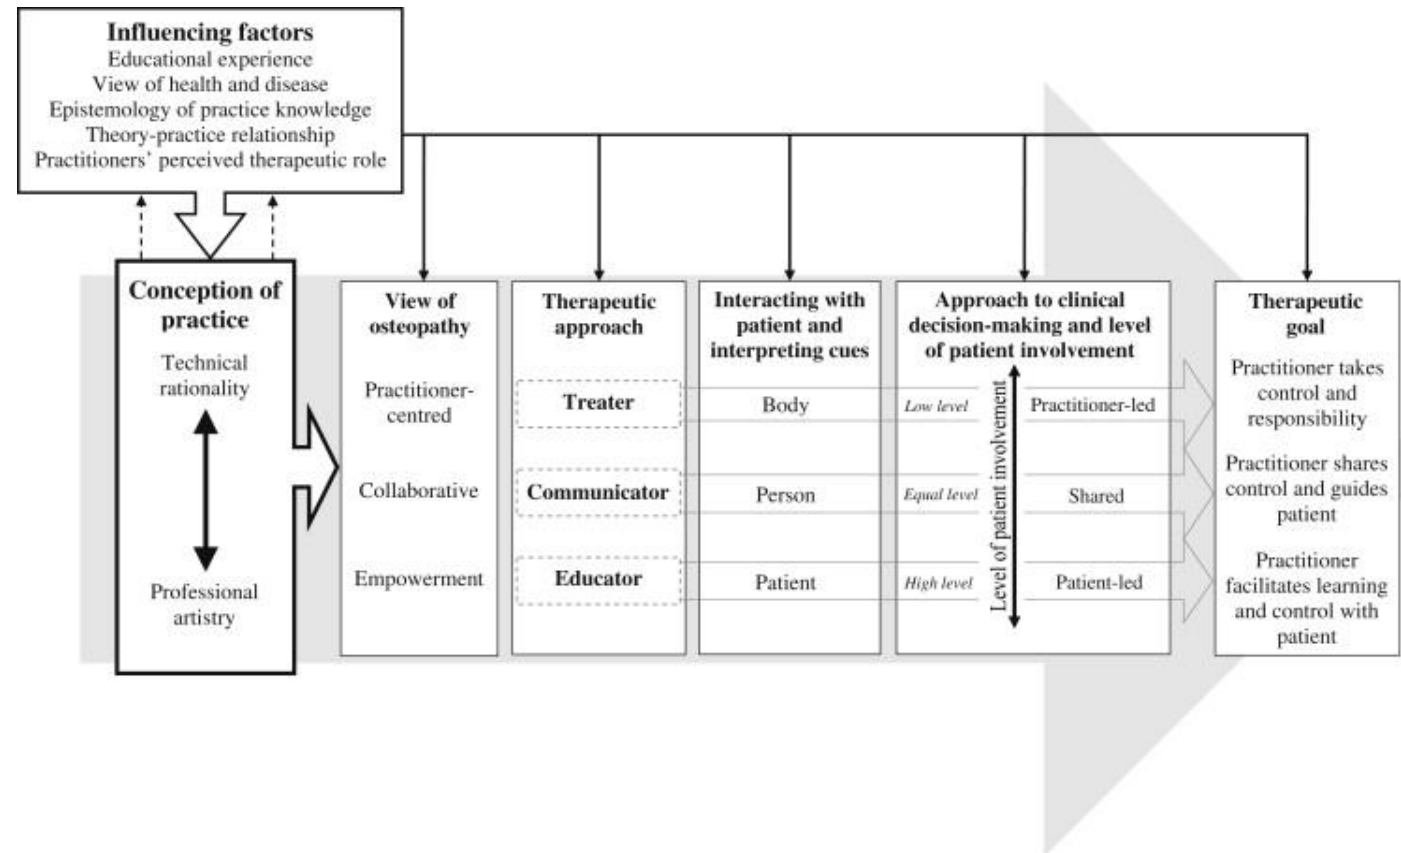 Influencing factors
Educational experience
View of health and disease
Epistemology of practice knowledge
Theory-practice relationship
Practitioners' perceived therapeutic role
Conception of
practice
Technical
rationality
Professional
artistry
View of
osteopathy
Practitioner-
centred
Collaborative
Empowerment
Therapeutic
approach
Treater
Communicator
Educator
Interacting with
patient and
interpreting cues
Body
Person
Patient
Approach to clinical
decision-making and level
of patient involvement
Low level
Equal level
High level
Level of patient involvement
Practitioner-led
Shared
Patient-led
Therapeutic
goal
Practitioner takes
control and
responsibility
Practitioner shares
control and guides
patient
Practitioner
facilitates learning
and control with
patient